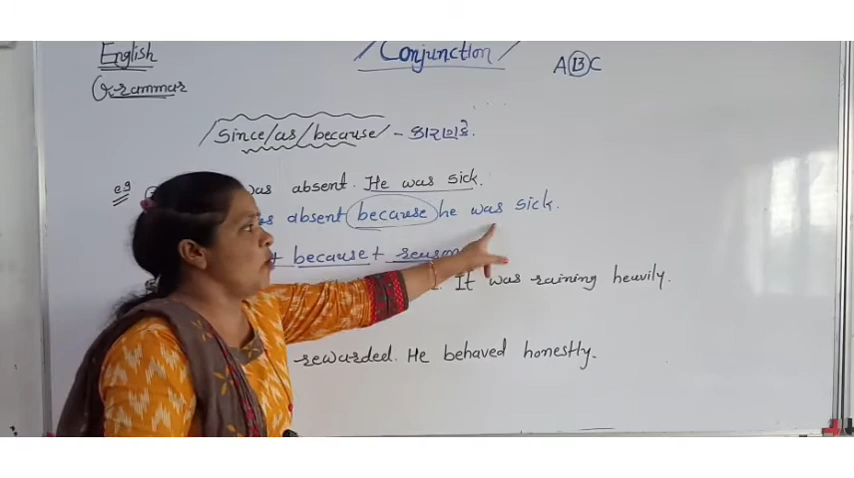 English
Grammar
Conjunction
A B C
Since/as/because - કારણકે.
eg was absent. He was sick.
absent because he was sick.
+ because + reason
It was raining heavily.
rewarded. He behaved honestly.